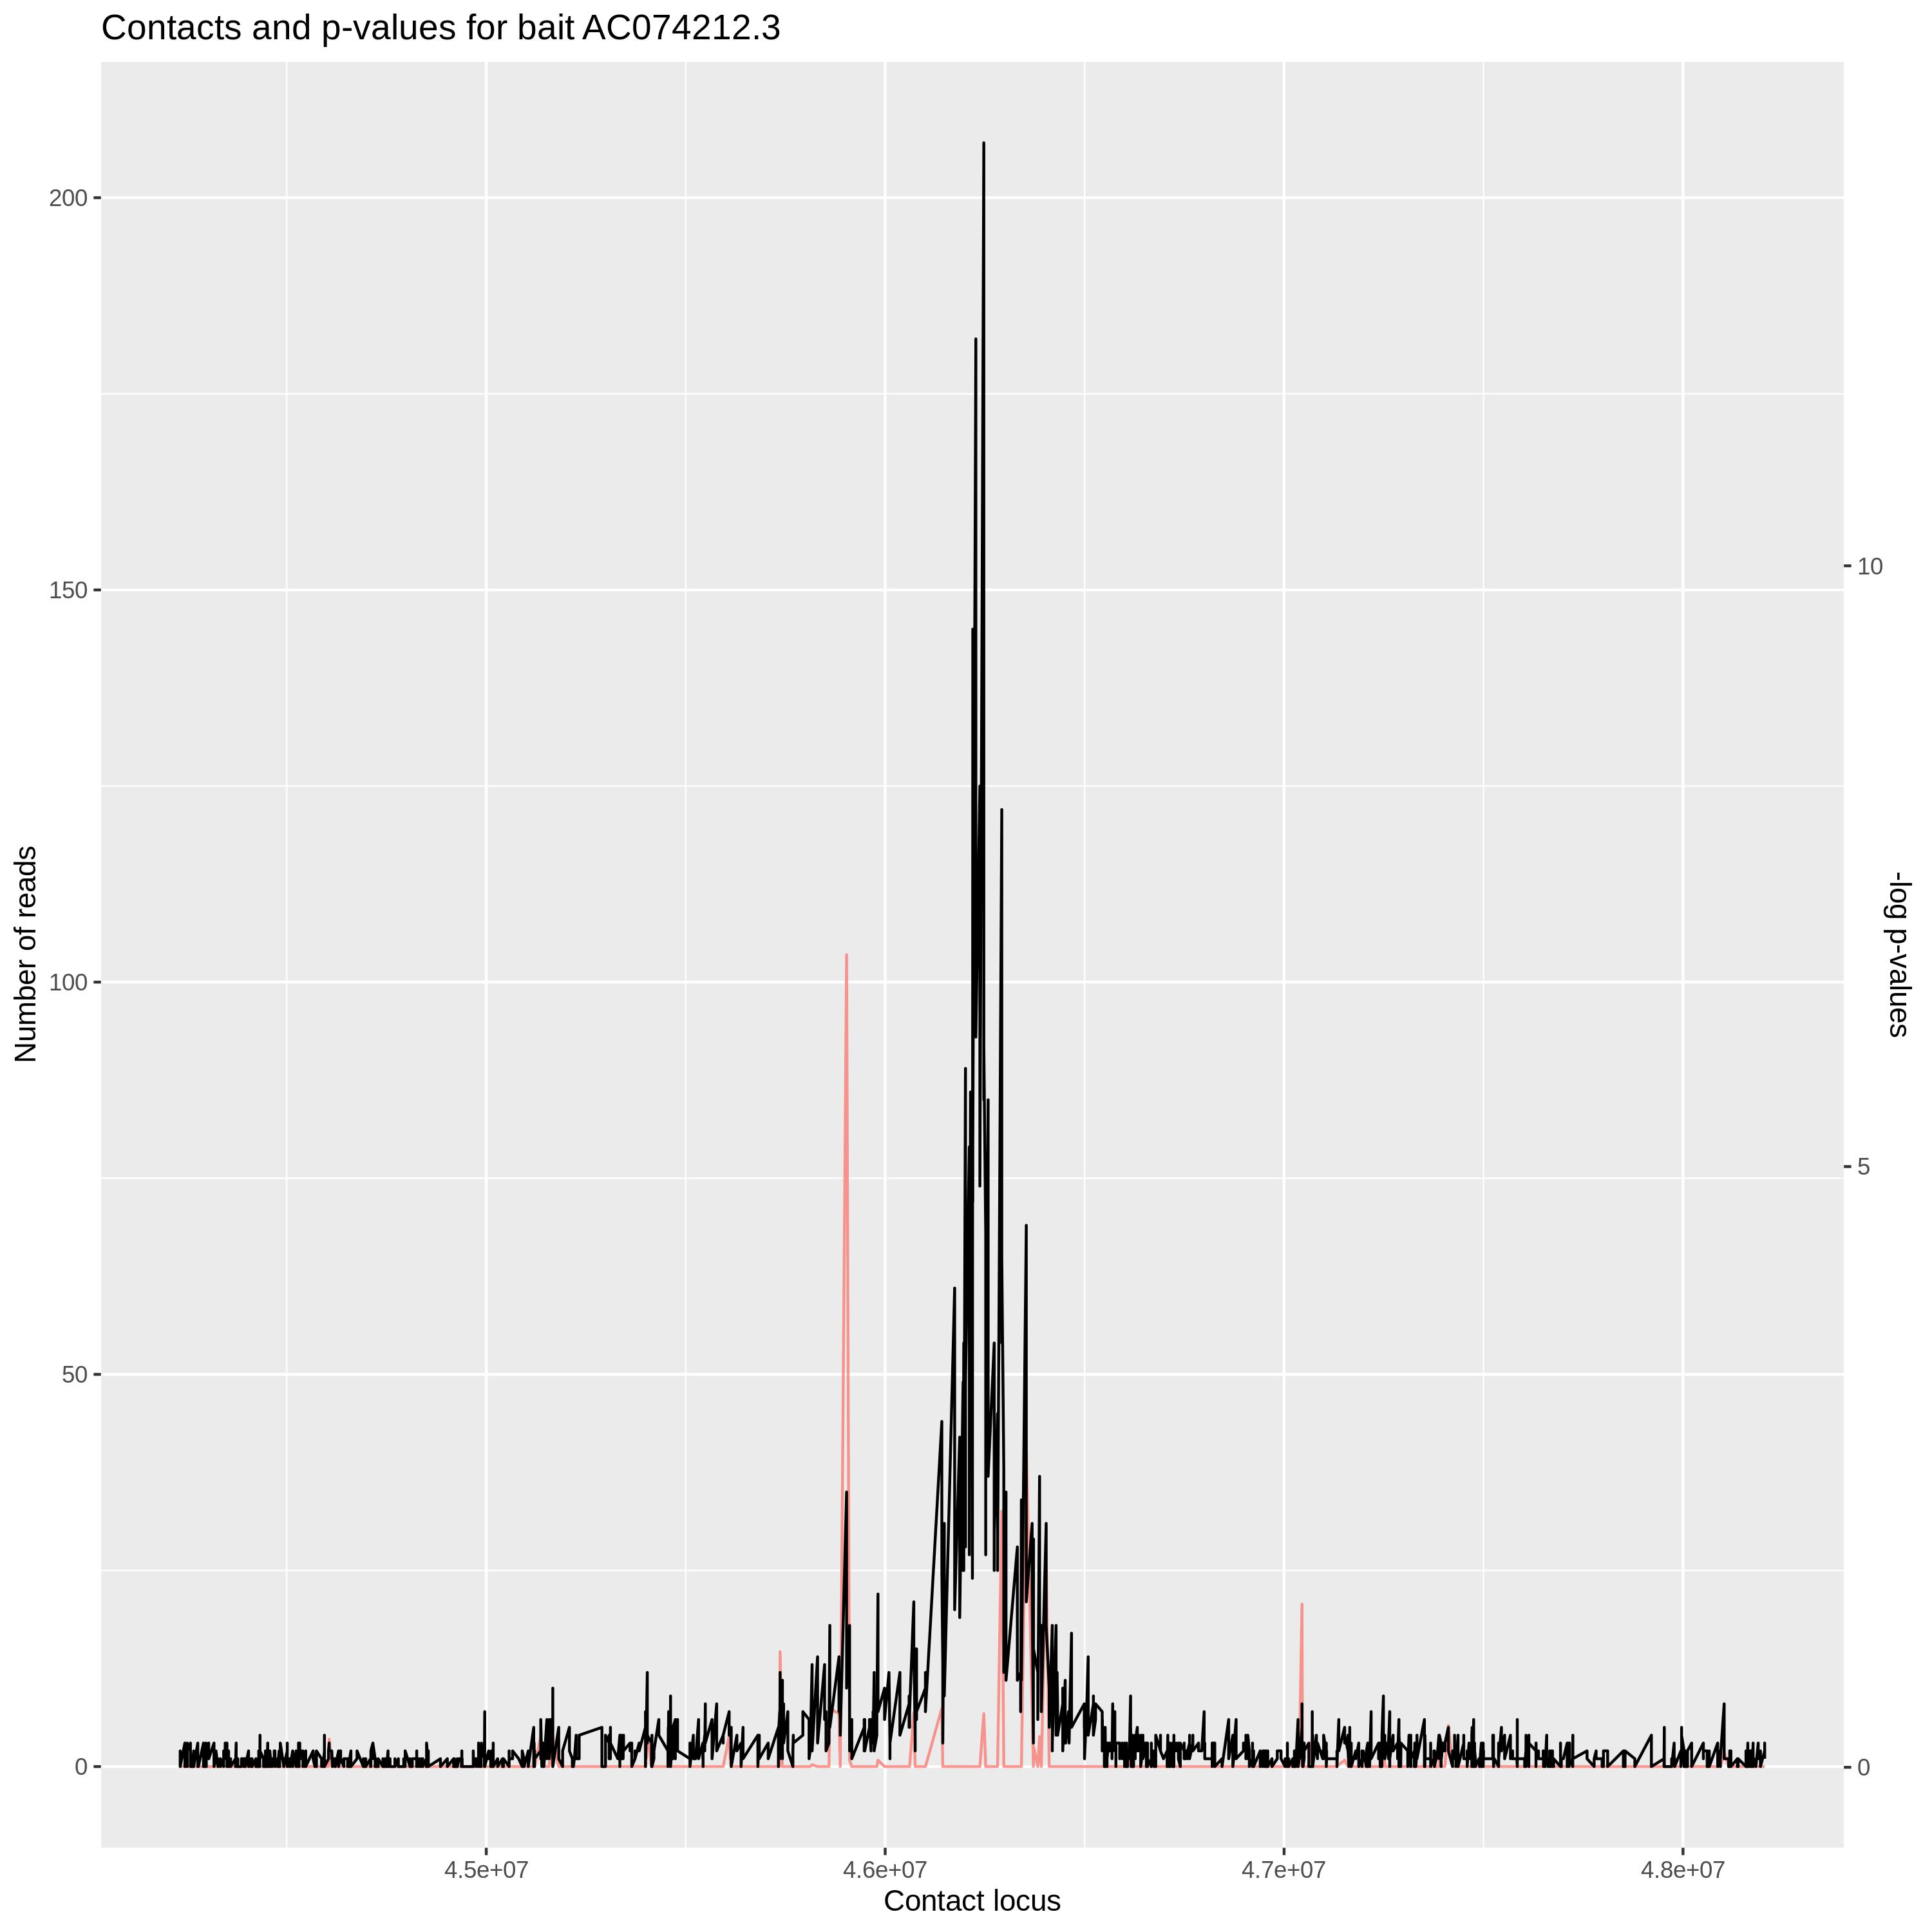 Contacts and p-values for bait AC074212.3
200
150
100
50
0
Number of reads
10
5
0
-log p-values
4.5e+07
4.6e+07
4.7e+07
4.8e+07
Contact locus